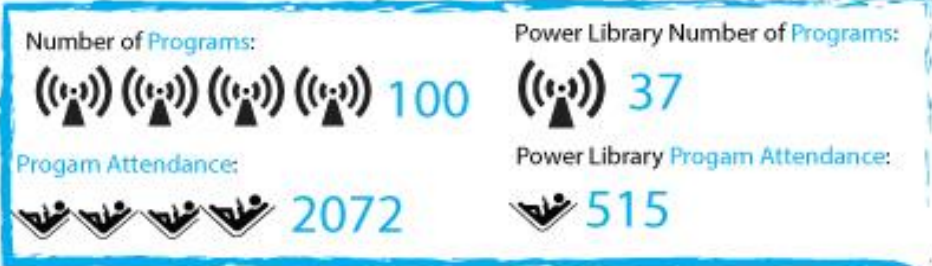 Number of Programs:
100
Power Library Number of Programs:
37
Progam Attendance:
2072
Power Library Progam Attendance:
515